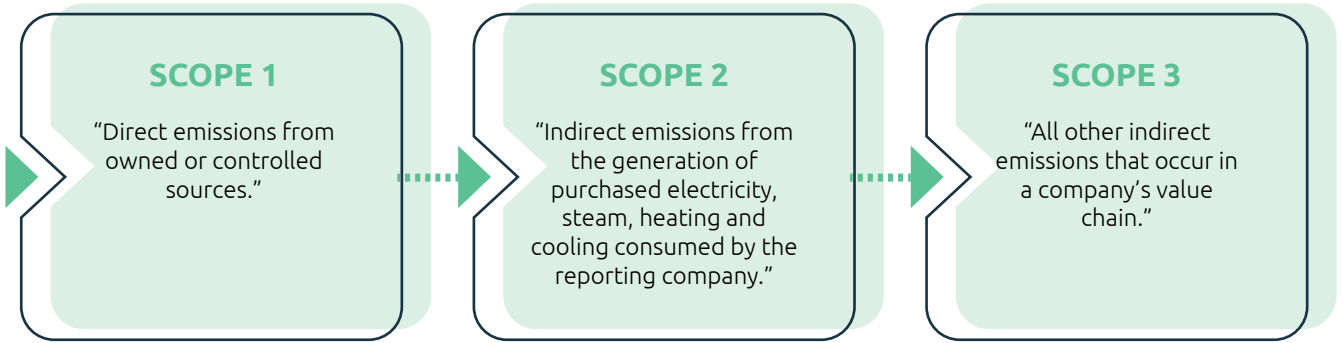 SCOPE 1
“Direct emissions from
owned or controlled
sources.”
SCOPE 2
“Indirect emissions from
the generation of
purchased electricity,
steam, heating and
cooling consumed by the
reporting company.”
SCOPE 3
“All other indirect
emissions that occur in
a company’s value
chain.”